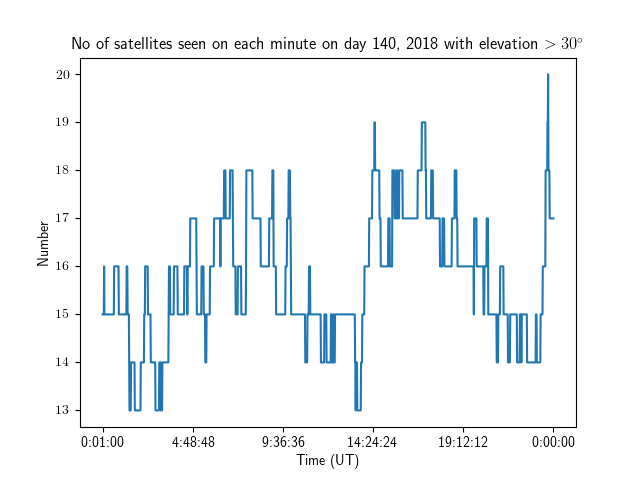 No of satellites seen on each minute on day 140, 2018 with elevation > 30°
20
19
18
17
16
15
14
13
Number
0:01:00 4:48:48 9:36:36 14:24:24 19:12:12 0:00:00
Time (UT)